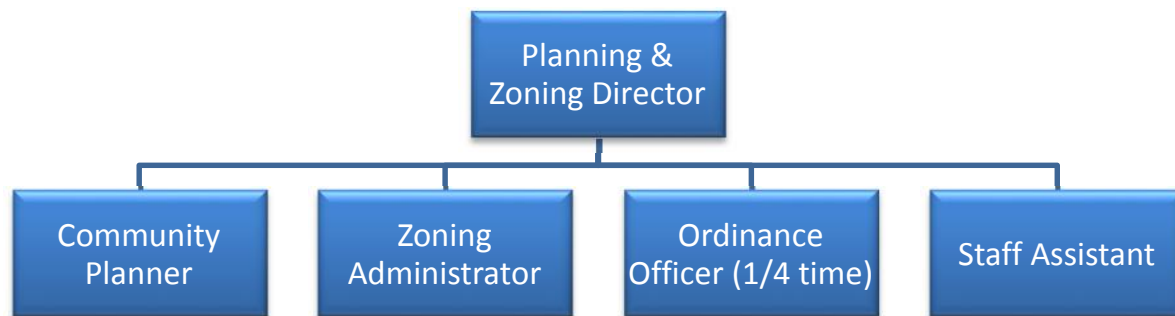 Planning &
Zoning Director
Community
Planner
Zoning
Administrator
Ordinance
Officer (1/4 time)
Staff Assistant